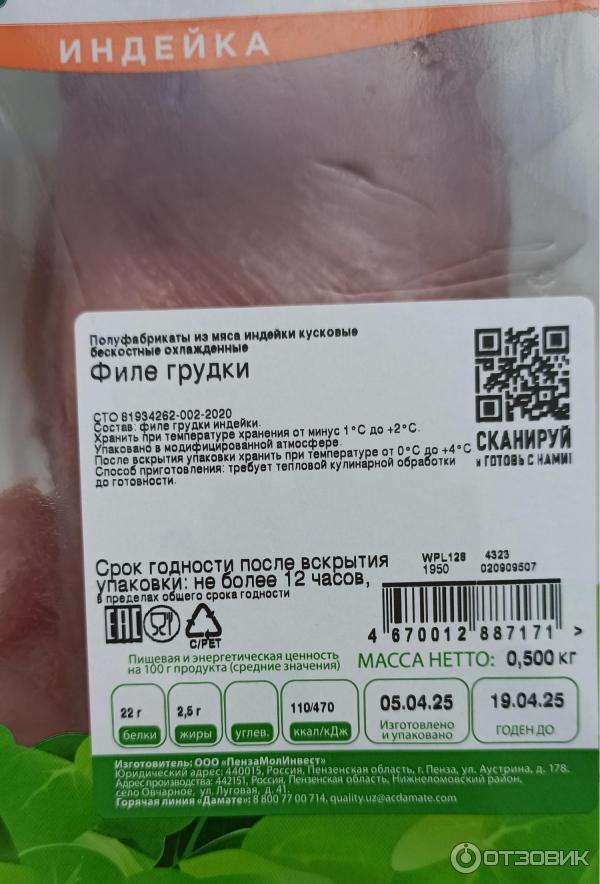 ИНДЕЙКА
Полуфабрикаты из мяса индейки кусковые
бескостные охлажденные
Филе грудки
СТО 81934262-002-2020
Состав: филе грудки индейки.
Хранить при температуре хранения от минус 1°С до +2°С.
Упаковано в модифицированной атмосфере.
После вскрытия упаковки хранить при температуре от 0°С до +4°С
Способ приготовления: требует тепловой кулинарной обработки
до готовности.
СКАНИРУЙ
И ГОТОВЬ С НАМИ!
Срок годности после вскрытия
упаковки: не более 12 часов,
в пределах общего срока годности
WPL128 4323
1950 020909507
EAC
C/PET
4 670012 887171 >
Пищевая и энергетическая ценность
на 100 г продукта (средние значения)
МАССА НЕТТО: 0,500 кг
22 г
белки
2,5 г
жиры
углев.
110/470
ккал/кДж
05.04.25
Изготовлено
и упаковано
19.04.25
ГОДЕН ДО
Изготовитель: ООО «ПензаМолИнвест»
Юридический адрес: 440015, Россия, Пензенская область, г. Пенза, ул. Аустрина, д. 178.
Адрес производства: 442151, Россия, Пензенская область, Нижнеломовский район,
село Овчарное, ул. Луговая, д. 41.
Горячая линия «Дамате»: 8 800 77 00 714, quality.uz@acdamate.com
ОТЗОВИК